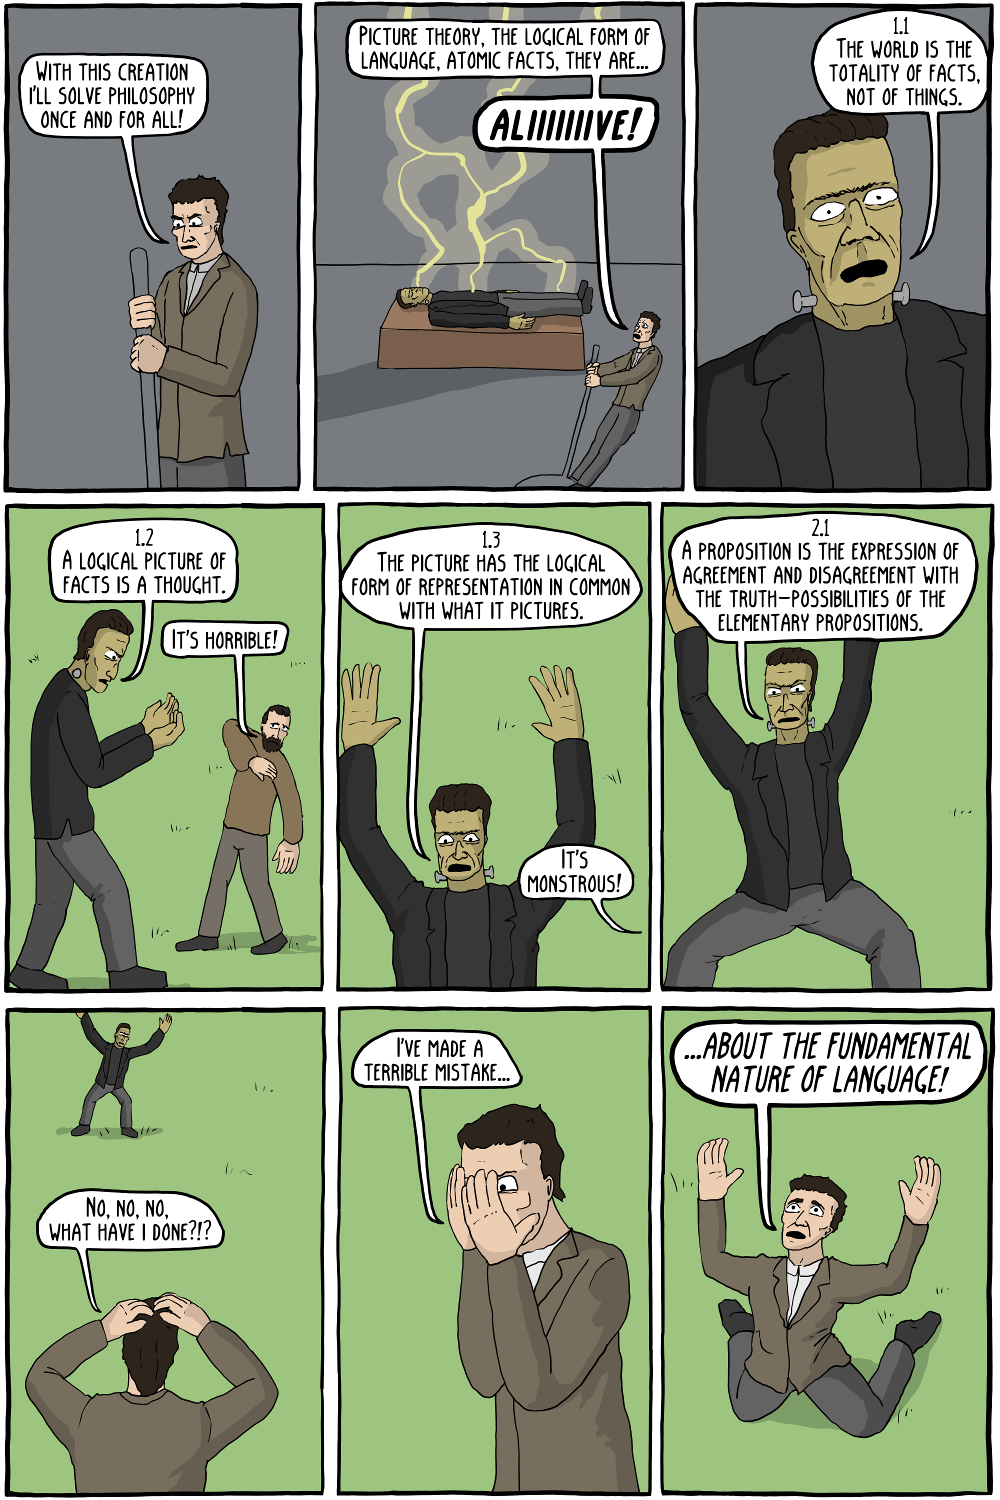 WITH THIS CREATION
I'LL SOLVE PHILOSOPHY
ONCE AND FOR ALL!
PICTURE THEORY, THE LOGICAL FORM OF
LANGUAGE, ATOMIC FACTS, THEY ARE...
ALIIIIIIIVE!
1.1
THE WORLD IS THE
TOTALITY OF FACTS,
NOT OF THINGS.
1.2
A LOGICAL PICTURE OF
FACTS IS A THOUGHT.
IT'S HORRIBLE!
1.3
THE PICTURE HAS THE LOGICAL
FORM OF REPRESENTATION IN COMMON
WITH WHAT IT PICTURES.
IT'S
MONSTROUS!
2.1
A PROPOSITION IS THE EXPRESSION OF
AGREEMENT AND DISAGREEMENT WITH
THE TRUTH-POSSIBILITIES OF THE
ELEMENTARY PROPOSITIONS.
NO, NO, NO,
WHAT HAVE I DONE?!?
I'VE MADE A
TERRIBLE MISTAKE...
...ABOUT THE FUNDAMENTAL
NATURE OF LANGUAGE!